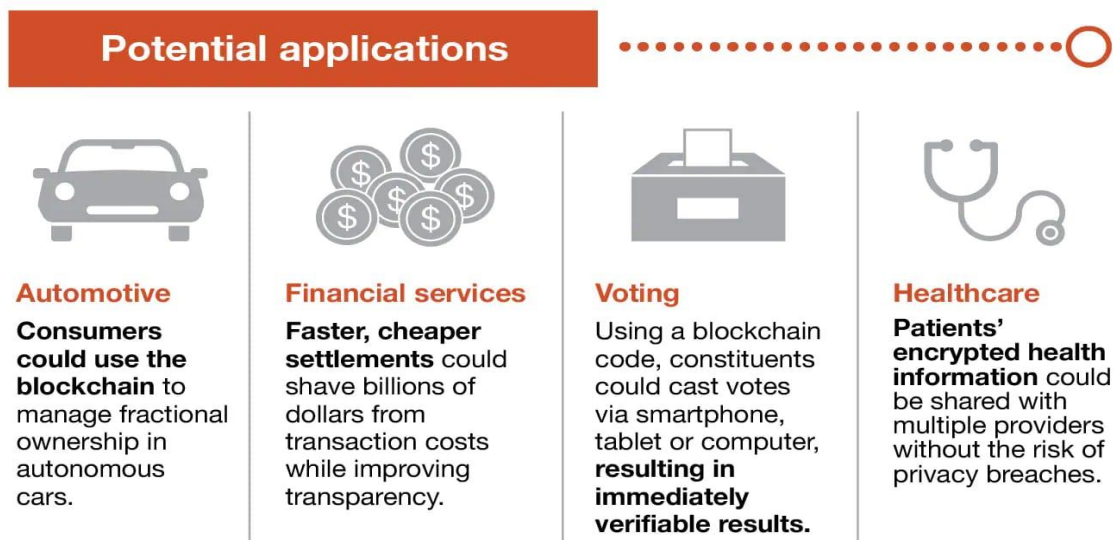 Potential applications
Automotive
Consumers
could use the
blockchain to
manage fractional
ownership in
autonomous
cars.
Financial services
Faster, cheaper
settlements could
shave billions of
dollars from
transaction costs
while improving
transparency.
Voting
Using a blockchain
code, constituents
could cast votes
via smartphone,
tablet or computer,
resulting in
immediately
verifiable results.
Healthcare
Patients'
encrypted health
information could
be shared with
multiple providers
without the risk of
privacy breaches.
$
$
$
$
$
$